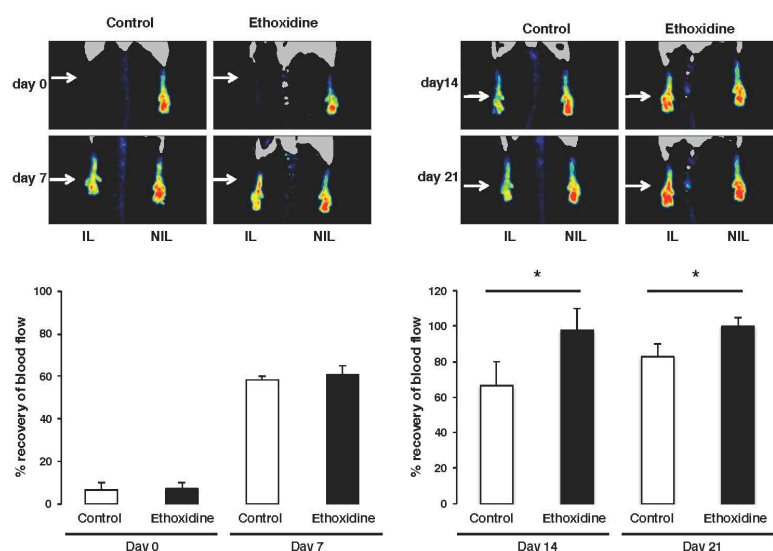 Control Ethoxidine
day 0
day 7
IL NIL
Control Ethoxidine
day14
day 21
IL NIL IL NIL
% recovery of blood flow
100
80
60
40
20
0
Control Ethoxidine Control Ethoxidine
Day 0 Day 7
% recovery of blood flow
120
100
80
60
40
20
0
* *
Control Ethoxidine Control Ethoxidine
Day 14 Day 21